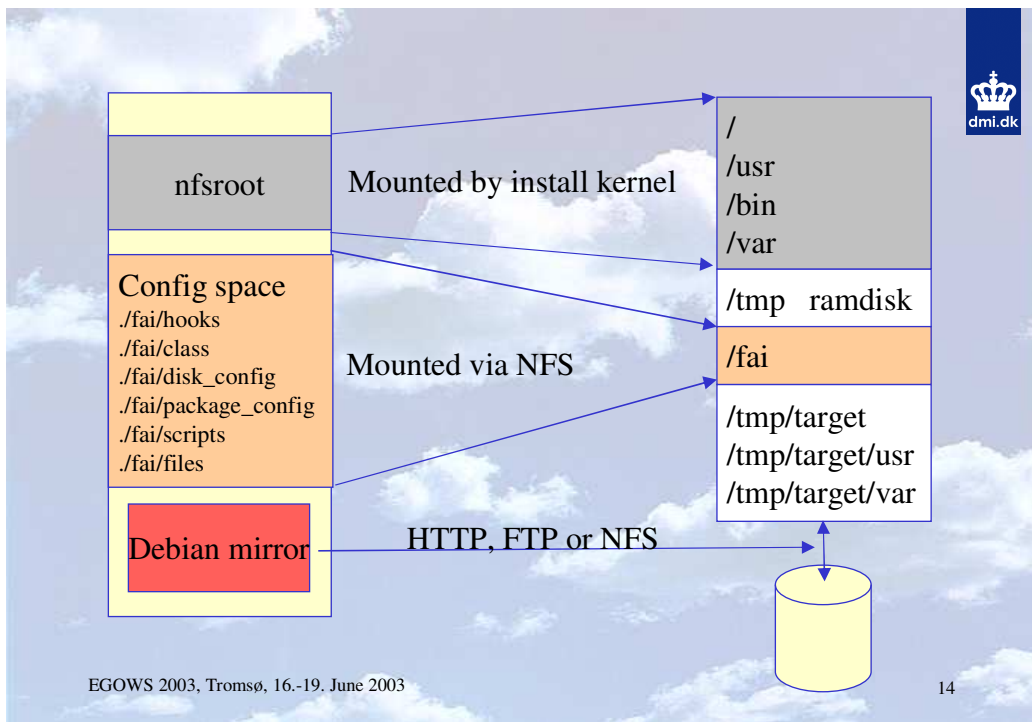 dmi.dk
nfsroot
Mounted by install kernel
/
/usr
/bin
/var
/tmp ramdisk
Config space
./fai/hooks
./fai/class
./fai/disk_config
./fai/package_config
./fai/scripts
./fai/files
Mounted via NFS
/fai
/tmp/target
/tmp/target/usr
/tmp/target/var
Debian mirror
HTTP, FTP or NFS
EGOWS 2003, Tromsø, 16.-19. June 2003
14